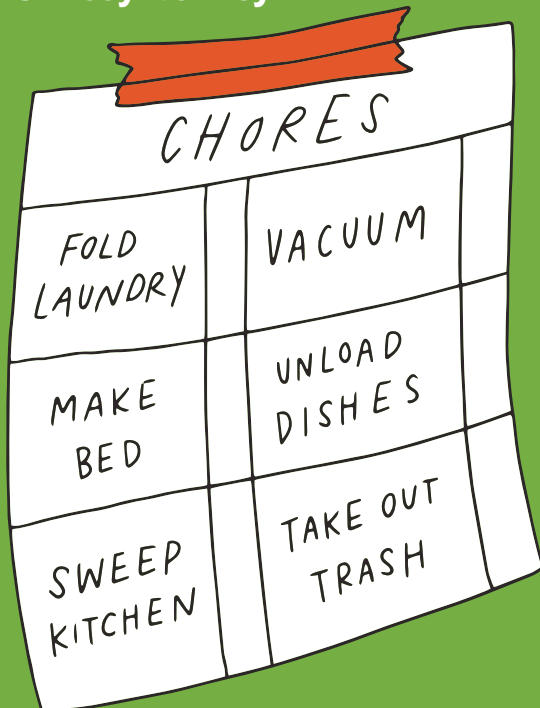 CHORES
FOLD
LAUNDRY
VACUUM
MAKE
BED
UNLOAD
DISHES
SWEEP
KITCHEN
TAKE OUT
TRASH